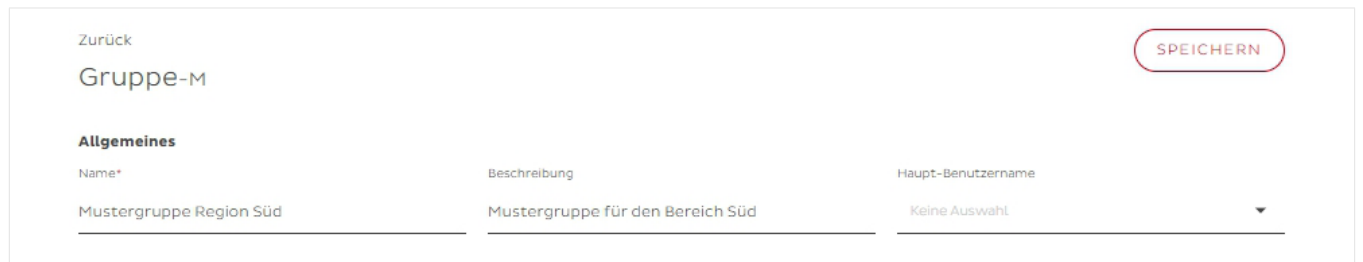 Zurück
SPEICHERN
Gruppe-M
Allgemeines
Name*
Beschreibung
Haupt-Benutzername
Mustergruppe Region Süd
Mustergruppe für den Bereich Süd
Keine Auswahl